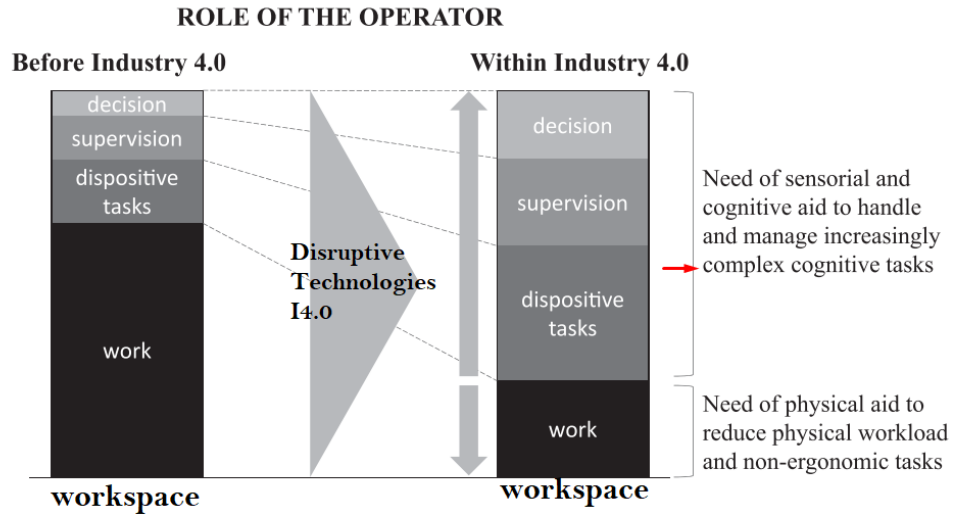 ROLE OF THE OPERATOR
Before Industry 4.0
Within Industry 4.0
decision
supervision
dispositive
tasks
work
workspace
Disruptive
Technologies
I4.0
decision
supervision
dispositive
tasks
work
workspace
Need of sensorial and
cognitive aid to handle
and manage increasingly
complex cognitive tasks
Need of physical aid to
reduce physical workload
and non-ergonomic tasks